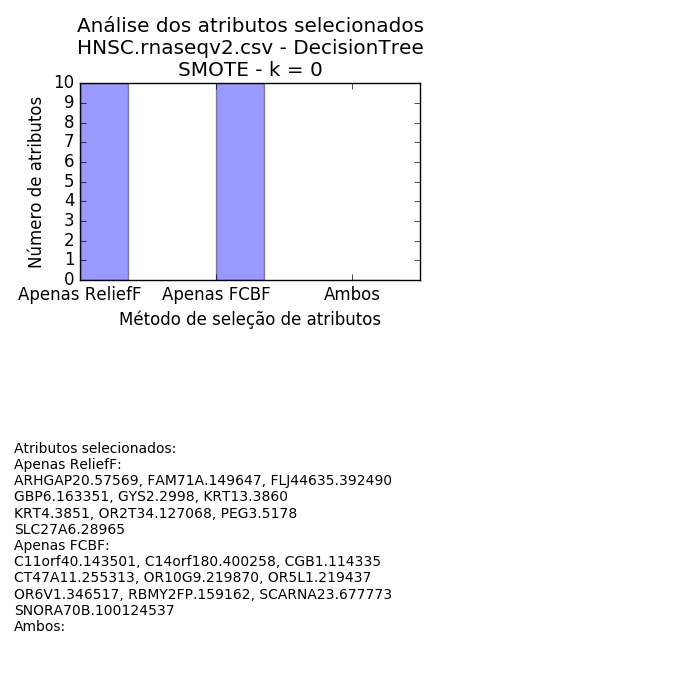 Análise dos atributos selecionados
HNSC.rnaseqv2.csv - DecisionTree
SMOTE - k = 0
Número de atributos
10
9
8
7
6
5
4
3
2
1
0
Apenas ReliefF Apenas FCBF Ambos
Método de seleção de atributos
Atributos selecionados:
Apenas ReliefF:
ARHGAP20.57569, FAM71A.149647, FLJ44635.392490
GBP6.163351, GYS2.2998, KRT13.3860
KRT4.3851, OR2T34.127068, PEG3.5178
SLC27A6.28965
Apenas FCBF:
C11orf40.143501, C14orf180.400258, CGB1.114335
CT47A11.255313, OR10G9.219870, OR5L1.219437
OR6V1.346517, RBMY2FP.159162, SCARNA23.677773
SNORA70B.100124537
Ambos: